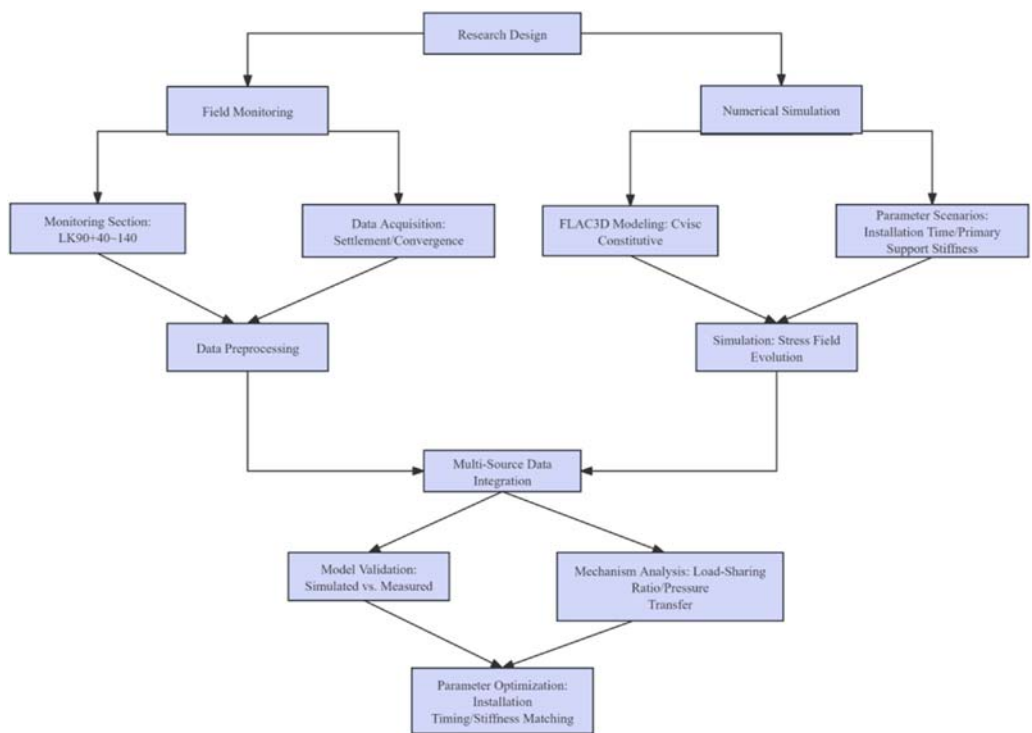 Research Design
Field Monitoring
Numerical Simulation
Monitoring Section:
LK90+40~140
Data Acquisition:
Settlement/Convergence
FLAC3D Modeling: Cvisc
Constitutive
Parameter Scenarios:
Installation Time/Primary
Support Stiffness
Data Preprocessing
Simulation: Stress Field
Evolution
Multi-Source Data
Integration
Model Validation:
Simulated vs. Measured
Mechanism Analysis: Load-Sharing
Ratio/Pressure
Transfer
Parameter Optimization:
Installation
Timing/Stiffness Matching